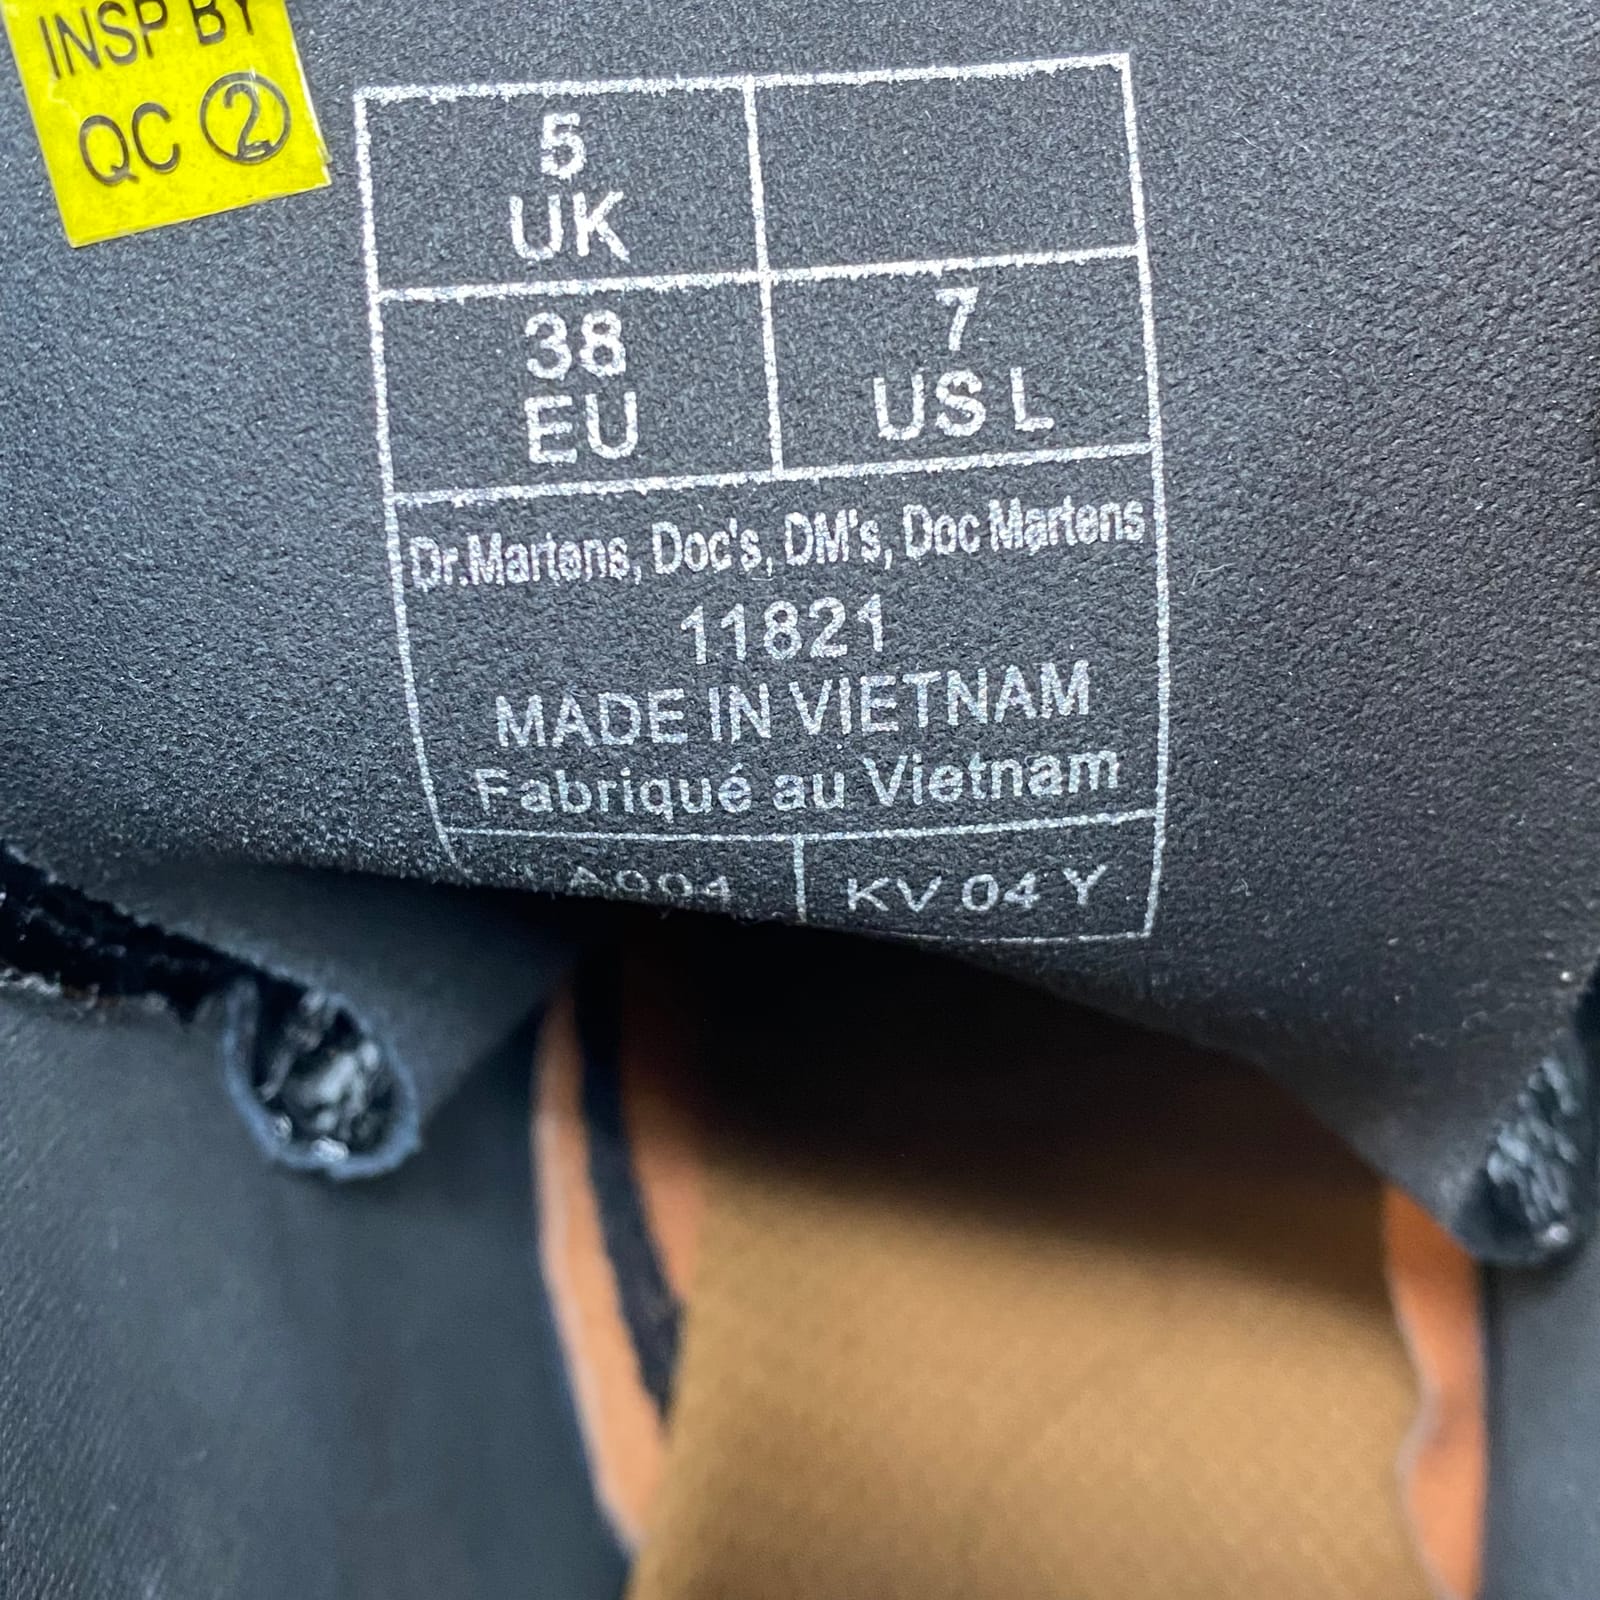 INSP BY
QC 2
5
UK
38
EU
7
US L
Dr.Martens, Doc's, DM's, Doc Martens
11821
MADE IN VIETNAM
Fabriqué au Vietnam
KV 04 Y